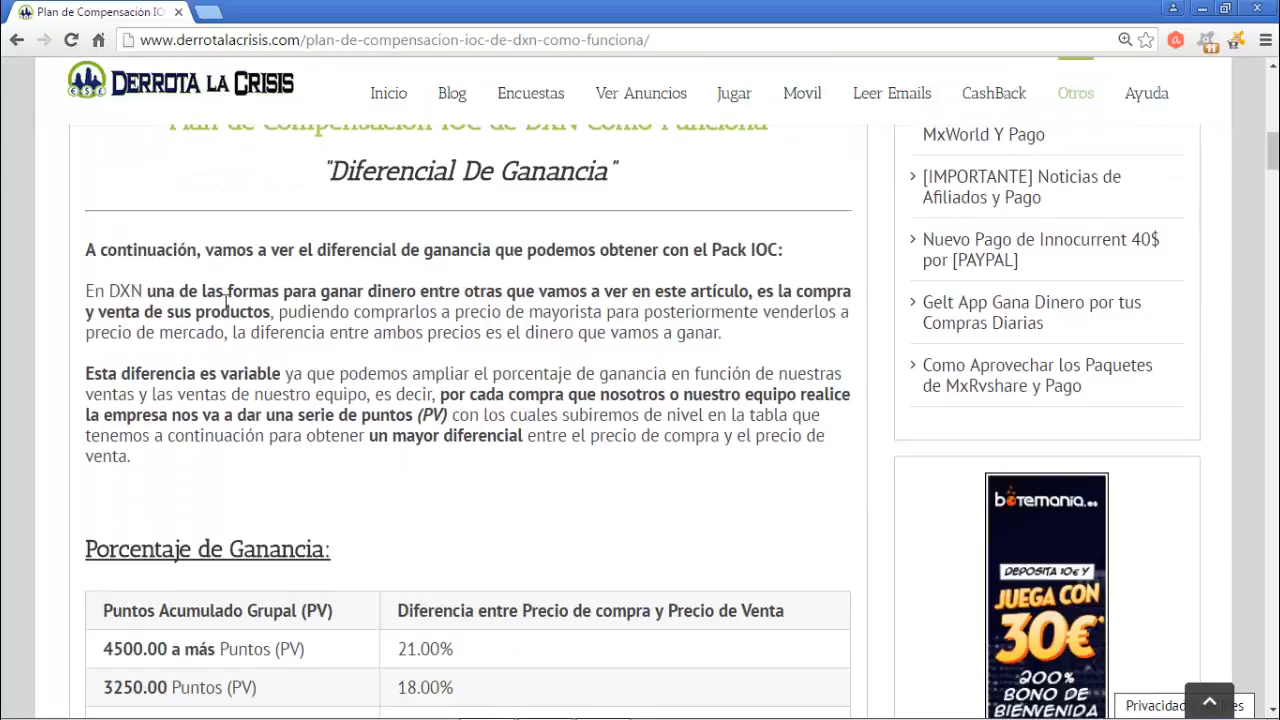 Plan de Compensación IO
www.derrotalacrisis.com/plan-de-compensacion-ioc-de-dxn-como-funciona/
11
DERROTA LA CRISIS
Inicio
Blog
Encuestas
Ver Anuncios
Jugar
Movil
Leer Emails
CashBack
Otros
Ayuda
Plan de Compensación IOC de DXN Como Funciona
"Diferencial De Ganancia"
A continuación, vamos a ver el diferencial de ganancia que podemos obtener con el Pack IOC:
En DXN una de las formas para ganar dinero entre otras que vamos a ver en este artículo, es la compra
y venta de sus productos, pudiendo comprarlos a precio de mayorista para posteriormente venderlos a
precio de mercado, la diferencia entre ambos precios es el dinero que vamos a ganar.
Esta diferencia es variable ya que podemos ampliar el porcentaje de ganancia en función de nuestras
ventas y las ventas de nuestro equipo, es decir, por cada compra que nosotros o nuestro equipo realice
la empresa nos va a dar una serie de puntos (PV) con los cuales subiremos de nivel en la tabla que
tenemos a continuación para obtener un mayor diferencial entre el precio de compra y el precio de
venta.
Porcentaje de Ganancia:
Puntos Acumulado Grupal (PV)
Diferencia entre Precio de compra y Precio de Venta
4500.00 a más Puntos (PV)
21.00%
3250.00 Puntos (PV)
18.00%
MxWorld Y Pago
[IMPORTANTE] Noticias de
Afiliados y Pago
Nuevo Pago de Innocurrent 40$
por [PAYPAL]
Gelt App Gana Dinero por tus
Compras Diarias
Como Aprovechar los Paquetes
de MxRvshare y Pago
botemania.es
DEPOSITA 10€ Y
JUEGA CON
30€*
200%
BONO DE
BIENVENIDA
Privacidad